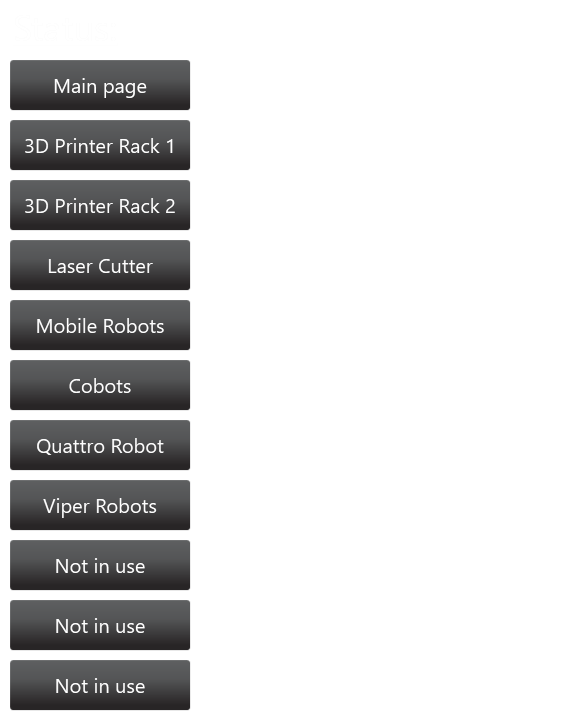 Main page
3D Printer Rack 1
3D Printer Rack 2
Laser Cutter
Mobile Robots
Cobots
Quattro Robot
Viper Robots
Not in use
Not in use
Not in use